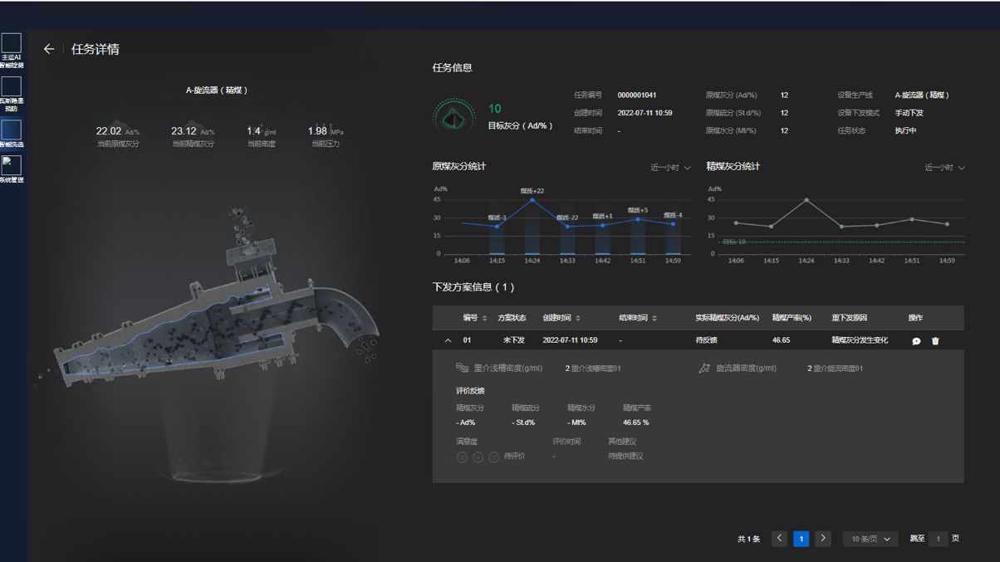 任务详情
主运AI
智能检测
瓦斯隐患
预防
智能洗选
系统管理
A-旋流器（精煤）
22.02 Ad/%
当前原煤灰分
23.12 Ad/%
当前精煤灰分
1.4 g/ml
当前密度
1.98 MPa
当前压力
任务信息
10
目标灰分（Ad/%）
任务编号 0000001041
创建时间 2022-07-11 10:59
结束时间 -
原煤灰分 (Ad/%) 12
原煤硫分 (St.d/%) 12
原煤水分 (Mt/%) 12
设备生产线 A-旋流器（精煤）
设备下发模式 手动下发
任务状态 执行中
原煤灰分统计 近一小时
Ad%
45
30
15
0
煤质-3
煤质+22
煤质-22
煤质+1
煤质+5
煤质-4
14:06 14:15 14:24 14:33 14:42 14:51 14:59
精煤灰分统计 近一小时
Ad%
45
30
15
0
目标: 10
14:06 14:15 14:24 14:33 14:42 14:51 14:59
下发方案信息（1）
编号 方案状态 创建时间 结束时间 实际精煤灰分(Ad/%) 精煤产率(%) 重下发原因 操作
01 未下发 2022-07-11 10:59 - 待反馈 46.65 精煤灰分发生变化
重介浅槽密度(g/ml) 2 重介浅槽密度01 旋流器密度(g/ml) 2 重介旋流密度01
评价反馈
精煤灰分 精煤硫分 精煤水分 精煤产率
- Ad% - St.d% - Mt% 46.65 %
满意度 评价时间 其他建议
待评价 - 待提供建议
共 1 条 1 10 条/页 跳至 1 页